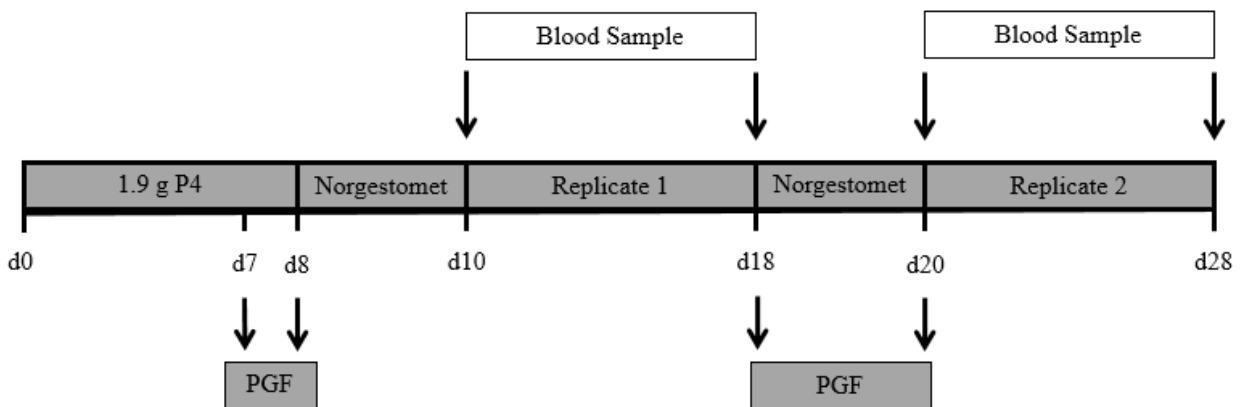 Blood Sample
Blood Sample
1.9 g P4
Norgestomet
Replicate 1
Norgestomet
Replicate 2
d0
d7
d8
d10
d18
d20
d28
PGF
PGF